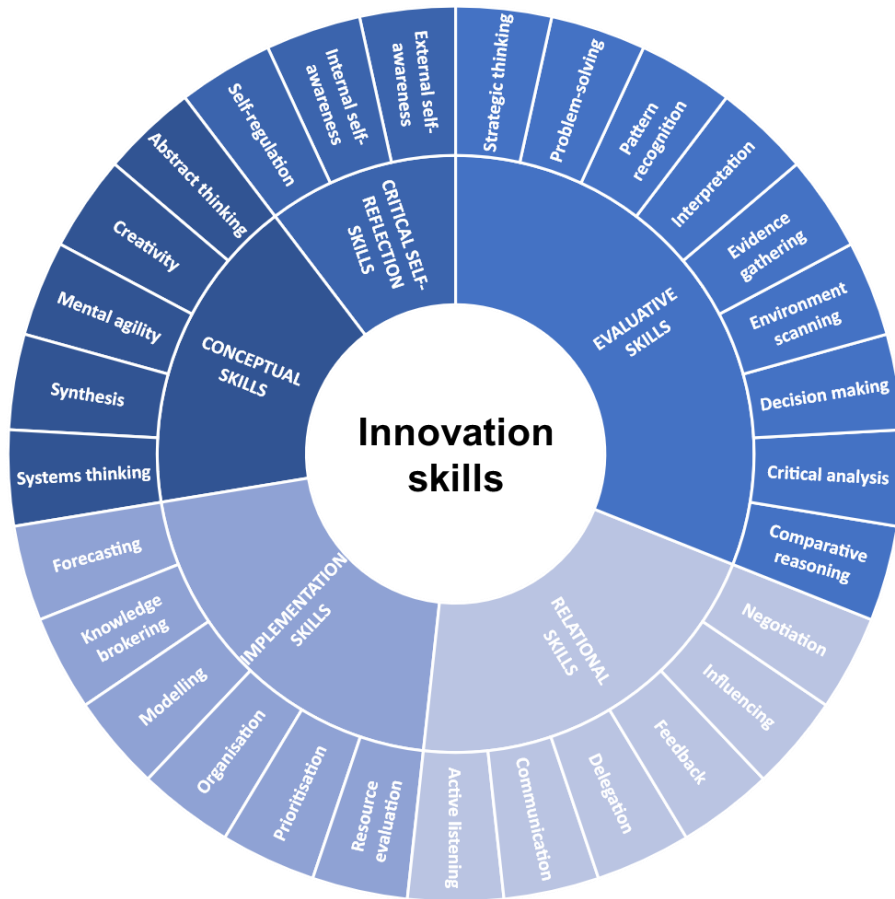 Innovation
skills
EVALUATIVE
SKILLS
Strategic thinking
Problem-solving
Pattern
recognition
Interpretation
Evidence
gathering
Environment
scanning
Decision making
Critical analysis
Comparative
reasoning
RELATIONAL
SKILLS
Negotiation
Influencing
Feedback
Delegation
Communication
Active listening
IMPLEMENTATION
SKILLS
Resource
evaluation
Prioritisation
Organisation
Modelling
Knowledge
brokering
Forecasting
CONCEPTUAL
SKILLS
Systems thinking
Synthesis
Mental agility
Creativity
Abstract thinking
CRITICAL SELF-
REFLECTION
SKILLS
Self-regulation
Internal self-
awareness
External self-
awareness